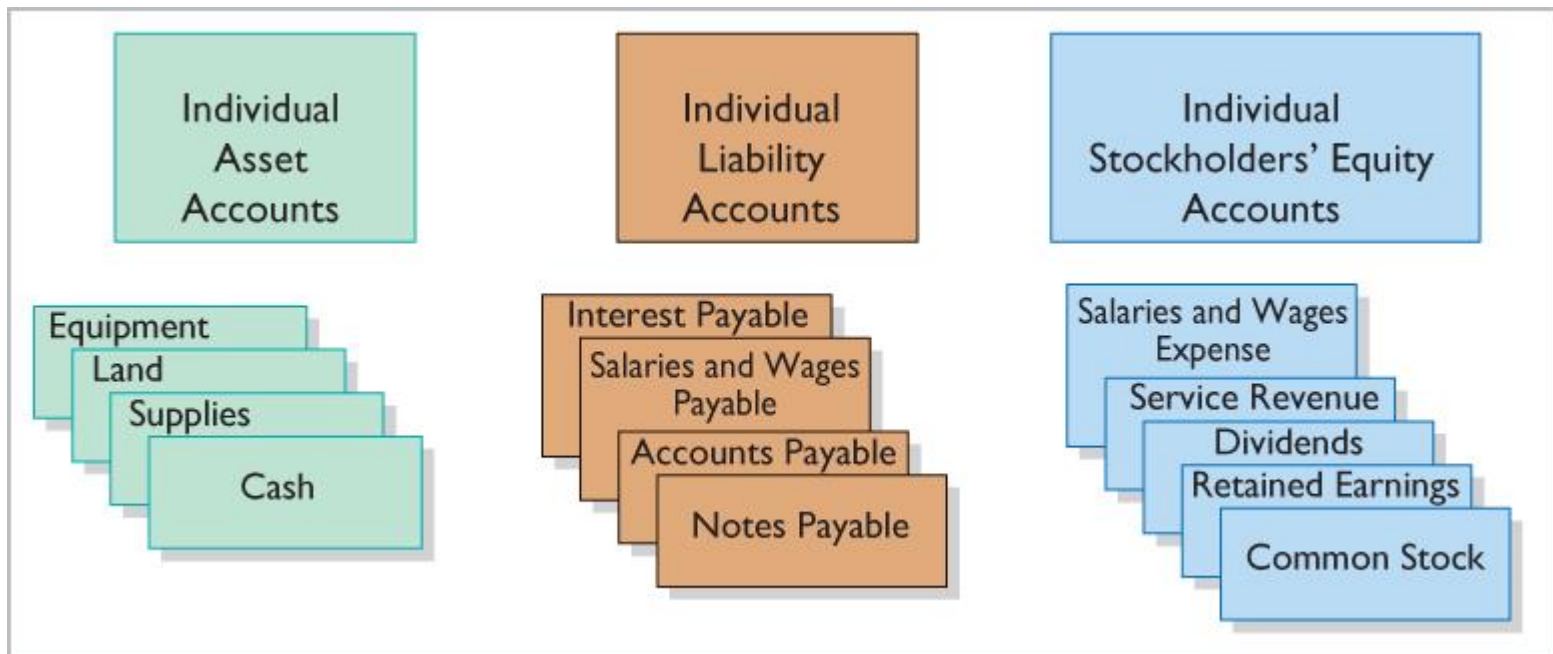 Individual
Asset
Accounts
Individual
Liability
Accounts
Individual
Stockholders’ Equity
Accounts
Equipment
Land
Supplies
Cash
Interest Payable
Salaries and Wages
Payable
Accounts Payable
Notes Payable
Salaries and Wages
Expense
Service Revenue
Dividends
Retained Earnings
Common Stock